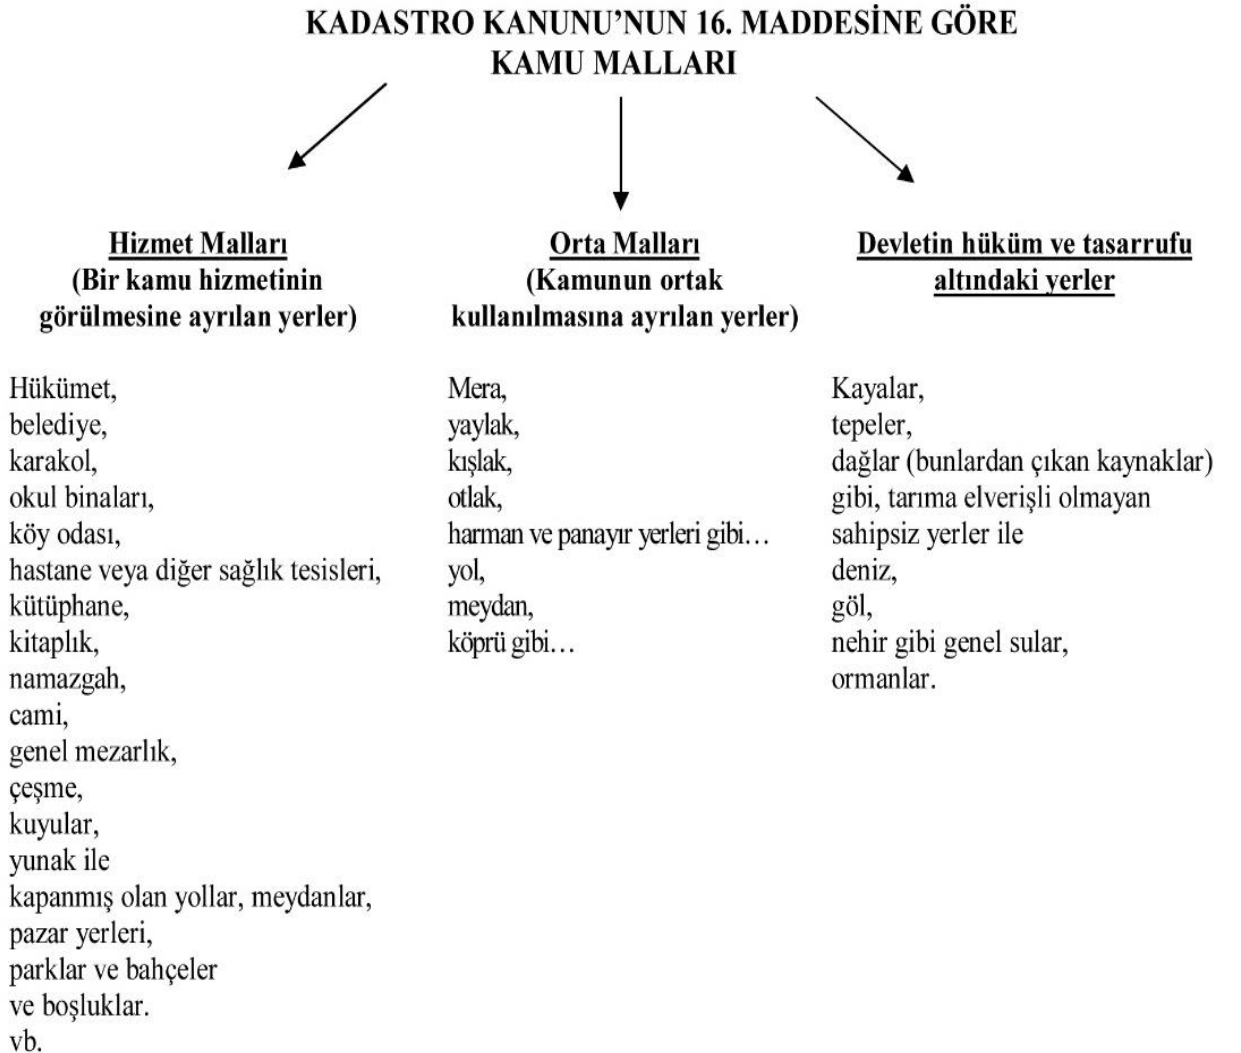 KADASTRO KANUNU’NUN 16. MADDESİNE GÖRE
KAMU MALLARI
Hizmet Malları
(Bir kamu hizmetinin
görülmesine ayrılan yerler)
Hükümet,
belediye,
karakol,
okul binaları,
köy odası,
hastane veya diğer sağlık tesisleri,
kütüphane,
kitaplık,
namazgah,
cami,
genel mezarlık,
çeşme,
kuyular,
yunak ile
kapanmış olan yollar, meydanlar,
pazar yerleri,
parklar ve bahçeler
ve boşluklar.
vb.
Orta Malları
(Kamunun ortak
kullanılmasına ayrılan yerler)
Mera,
yaylak,
kışlak,
otlak,
harman ve panayır yerleri gibi…
yol,
meydan,
köprü gibi…
Devletin hüküm ve tasarrufu
altındaki yerler
Kayalar,
tepeler,
dağlar (bunlardan çıkan kaynaklar)
gibi, tarıma elverişli olmayan
sahipsiz yerler ile
deniz,
göl,
nehir gibi genel sular,
ormanlar.